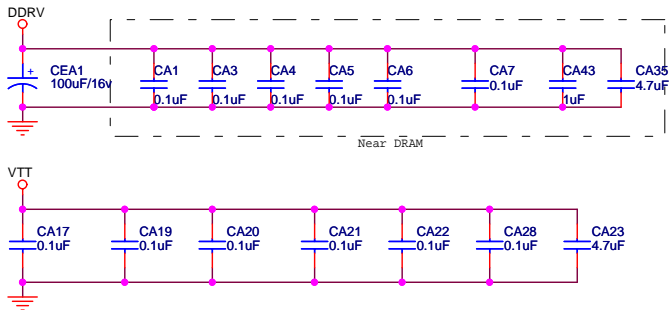 DDRV
CEA1
100uF/16v
+
CA1
0.1uF
CA3
0.1uF
CA4
0.1uF
CA5
0.1uF
CA6
0.1uF
CA7
0.1uF
CA43
1uF
CA35
4.7uF
Near DRAM
VTT
CA17
0.1uF
CA19
0.1uF
CA20
0.1uF
CA21
0.1uF
CA22
0.1uF
CA28
0.1uF
CA23
4.7uF